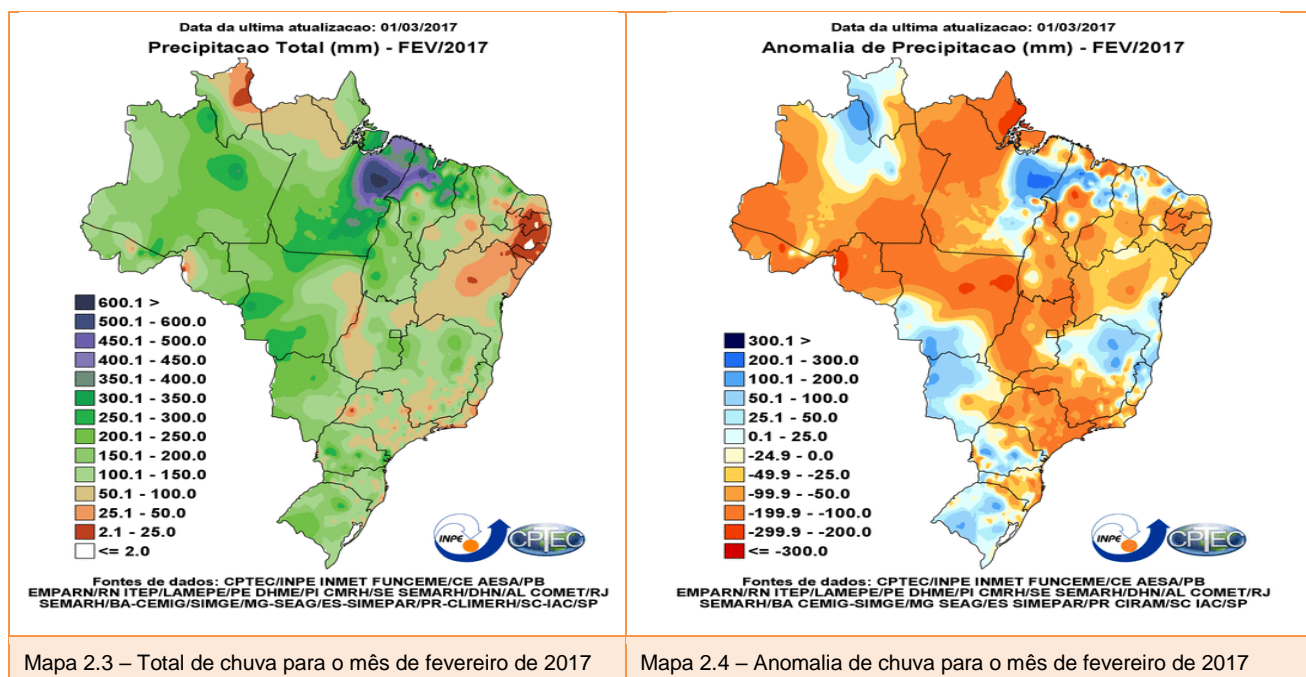 Data da ultima atualizacao: 01/03/2017
Precipitacao Total (mm) - FEV/2017
600.1 >
500.1 - 600.0
450.1 - 500.0
400.1 - 450.0
350.1 - 400.0
300.1 - 350.0
250.1 - 300.0
200.1 - 250.0
150.1 - 200.0
100.1 - 150.0
50.1 - 100.0
25.1 - 50.0
2.1 - 25.0
<= 2.0
INPE
CPTEC
Fontes de dados: CPTEC/INPE INMET FUNCEME/CE AESA/PB
EMPARN/RN ITEP/LAMEPE/PE DHME/PI CMRH/SE SEMARH/DHN/AL COMET/RJ
SEMARH/BA-CEMIG/SIMGE/MG-SEAG/ES-SIMEPAR/PR-CLIMERH/SC-IAC/SP
Mapa 2.3 – Total de chuva para o mês de fevereiro de 2017
Data da ultima atualizacao: 01/03/2017
Anomalia de Precipitacao (mm) - FEV/2017
300.1 >
200.1 - 300.0
100.1 - 200.0
50.1 - 100.0
25.1 - 50.0
0.1 - 25.0
-24.9 - 0.0
-49.9 - -25.0
-99.9 - -50.0
-199.9 - -100.0
-299.9 - -200.0
<= -300.0
INPE
CPTEC
Fontes de dados: CPTEC/INPE INMET FUNCEME/CE AESA/PB
EMPARN/RN ITEP/LAMEPE/PE DHME/PI CMRH/SE SEMARH/DHN/AL COMET/RJ
SEMARH/BA CEMIG-SIMGE/MG SEAG/ES SIMEPAR/PR CIRAM/SC IAC/SP
Mapa 2.4 – Anomalia de chuva para o mês de fevereiro de 2017